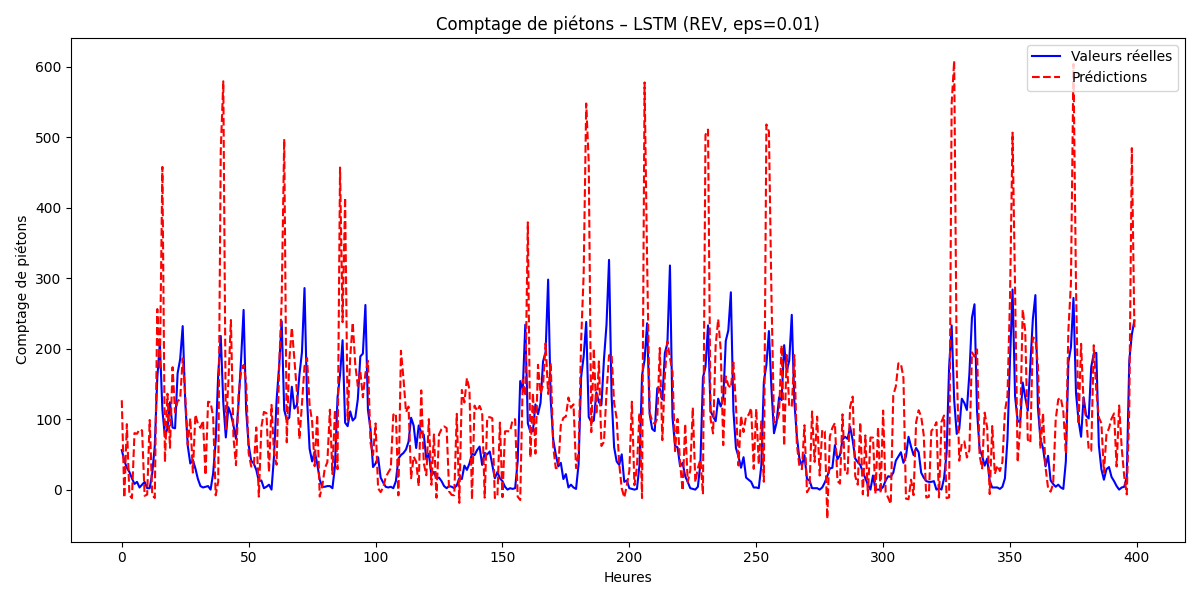 Comptage de piétons – LSTM (REV, eps=0.01)
Valeurs réelles
Prédictions
Comptage de piétons
600
500
400
300
200
100
0
0 50 100 150 200 250 300 350 400
Heures